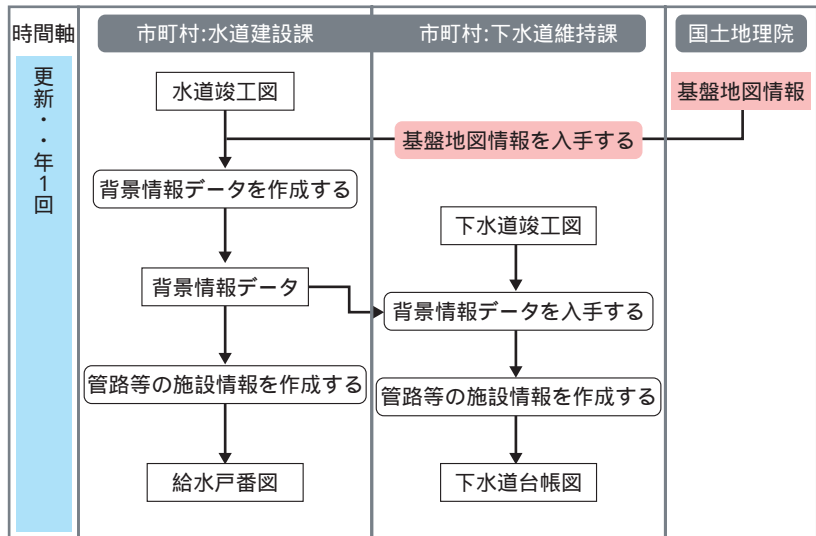 時間軸
市町村:水道建設課
市町村:下水道維持課
国土地理院
更新・・年1回
水道竣工図
基盤地図情報
基盤地図情報を入手する
背景情報データを作成する
下水道竣工図
背景情報データ
背景情報データを入手する
管路等の施設情報を作成する
管路等の施設情報を作成する
給水戸番図
下水道台帳図